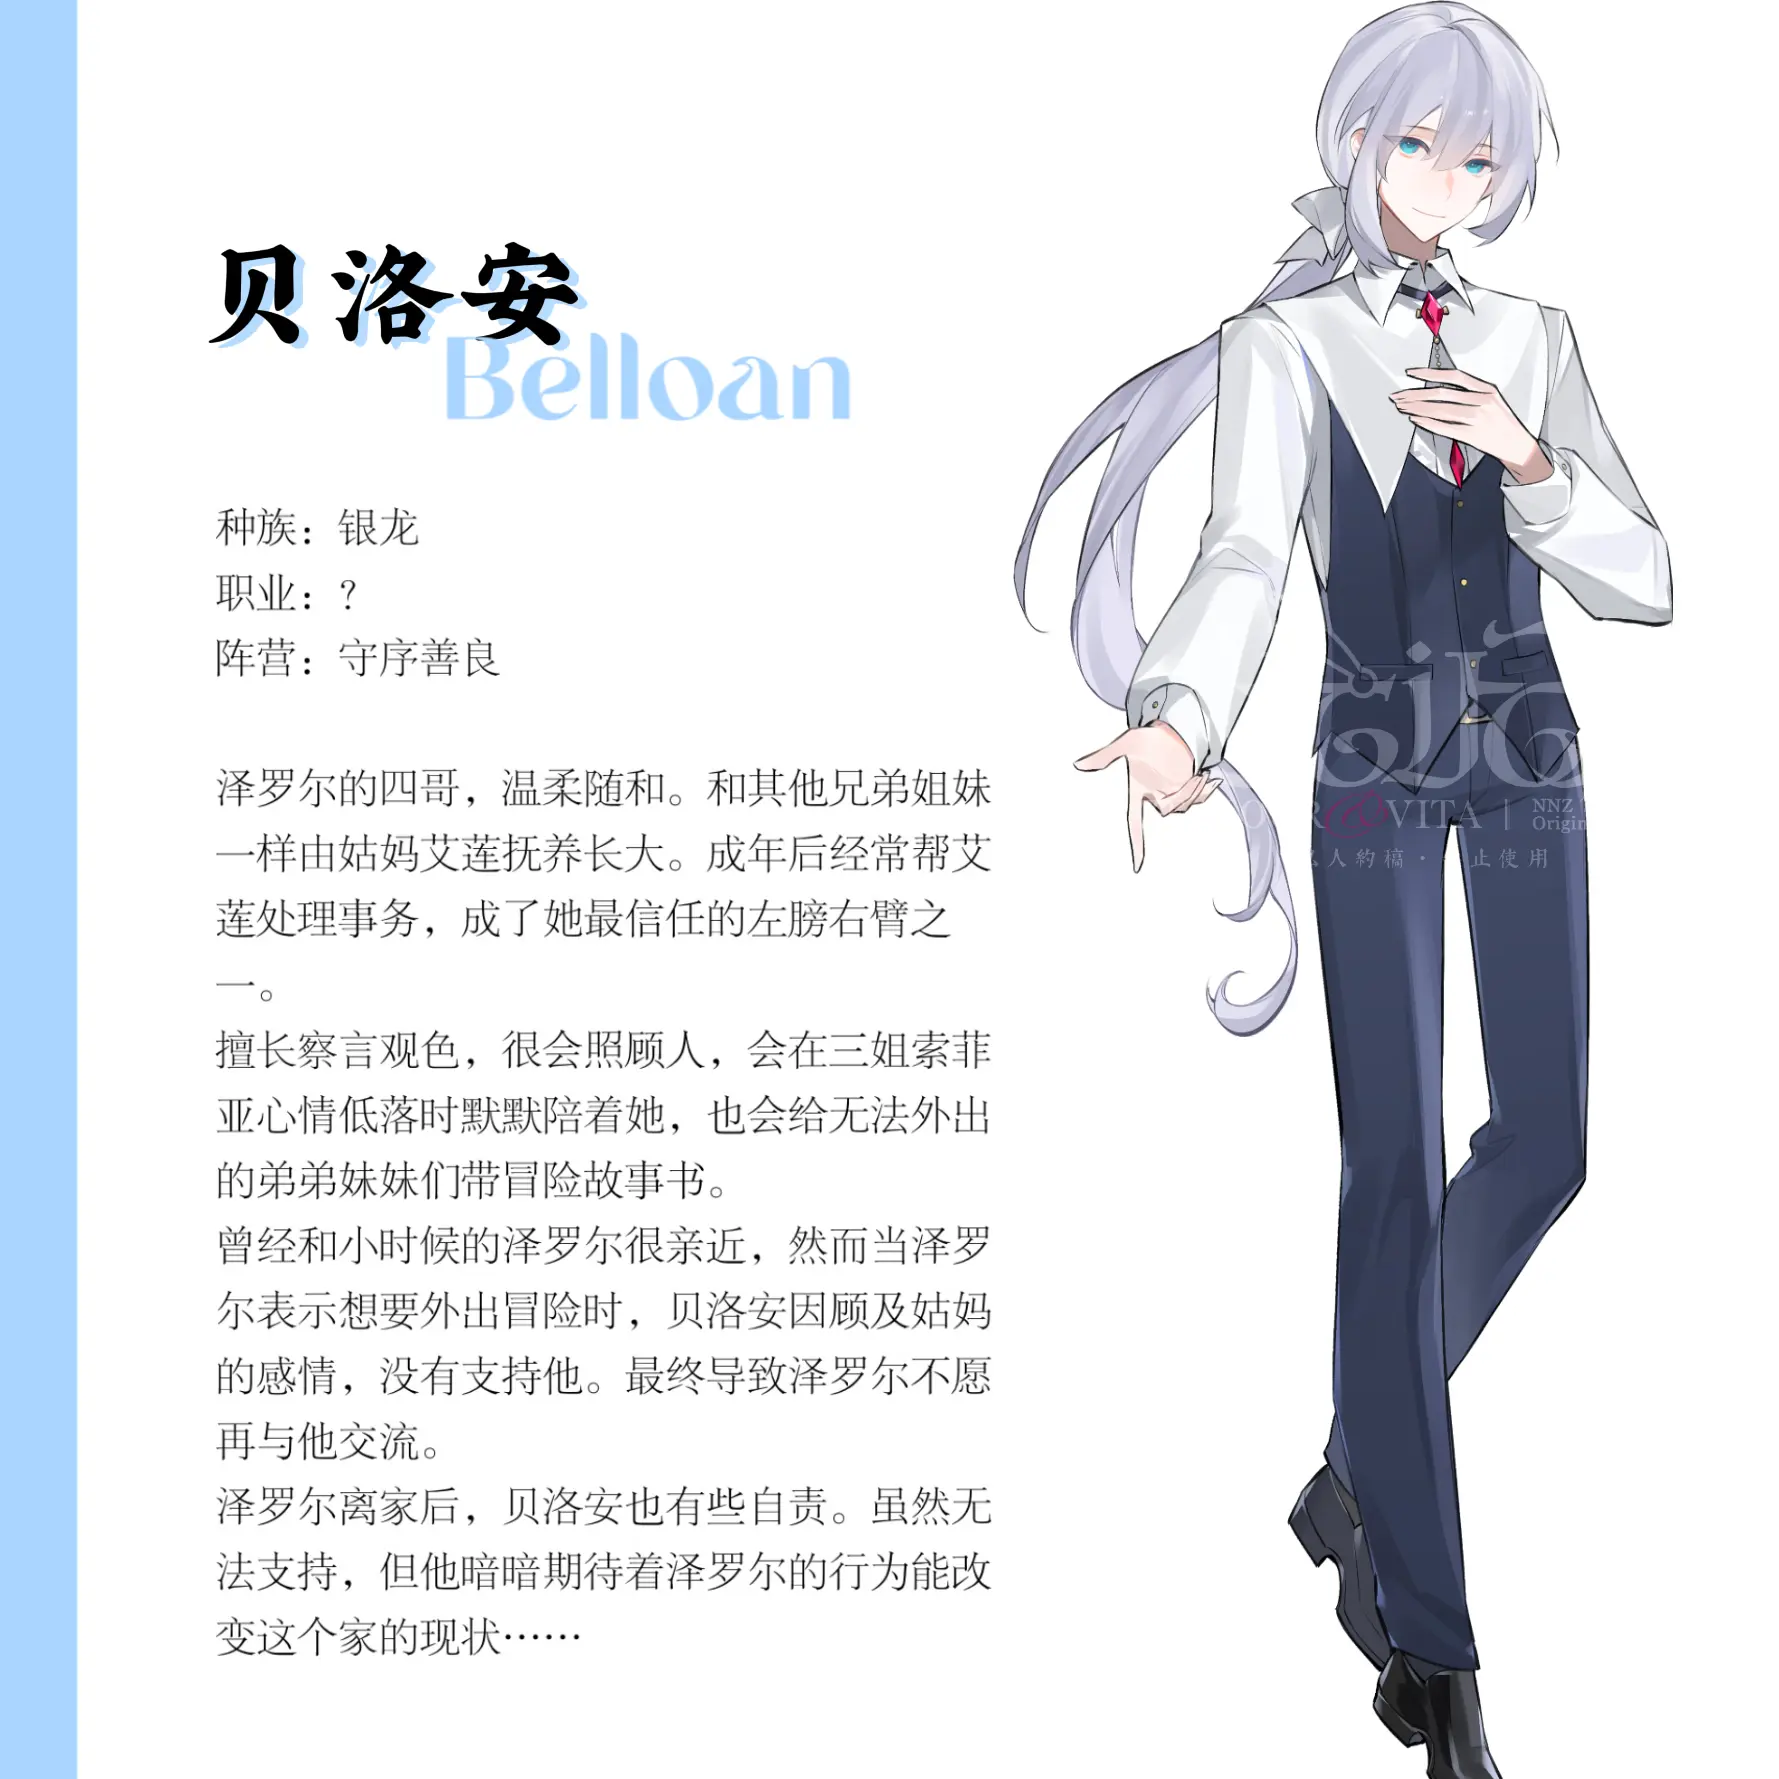 贝洛安
Belloan
种族：银龙
职业：?
阵营：守序善良
泽罗尔的四哥，温柔随和。和其他兄弟姐妹
一样由姑妈艾莲抚养长大。成年后经常帮艾
莲处理事务，成了她最信任的左膀右臂之
一。
擅长察言观色，很会照顾人，会在三姐索菲
亚心情低落时默默陪着她，也会给无法外出
的弟弟妹妹们带冒险故事书。
曾经和小时候的泽罗尔很亲近，然而当泽罗
尔表示想要外出冒险时，贝洛安因顾及姑妈
的感情，没有支持他。最终导致泽罗尔不愿
再与他交流。
泽罗尔离家后，贝洛安也有些自责。虽然无
法支持，但他暗暗期待着泽罗尔的行为能改
变这个家的现状……
VITA | NNZ
Origin
人約稿·止使用